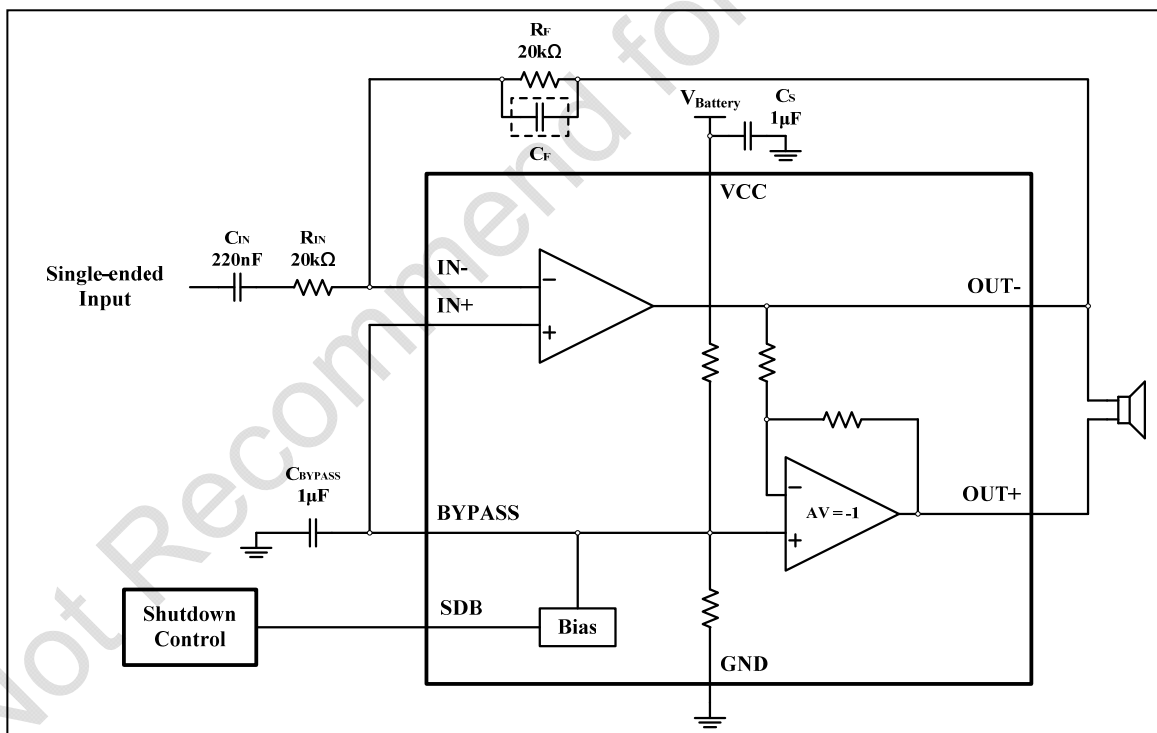 Not Recommend for
RF
20kΩ
CF
VBattery
CS
1µF
VCC
CIN
220nF
RIN
20kΩ
Single-ended
Input
IN-
IN+
−
+
OUT-
CBYPASS
1µF
BYPASS
−
AV = -1
+
OUT+
Shutdown
Control
SDB
Bias
GND